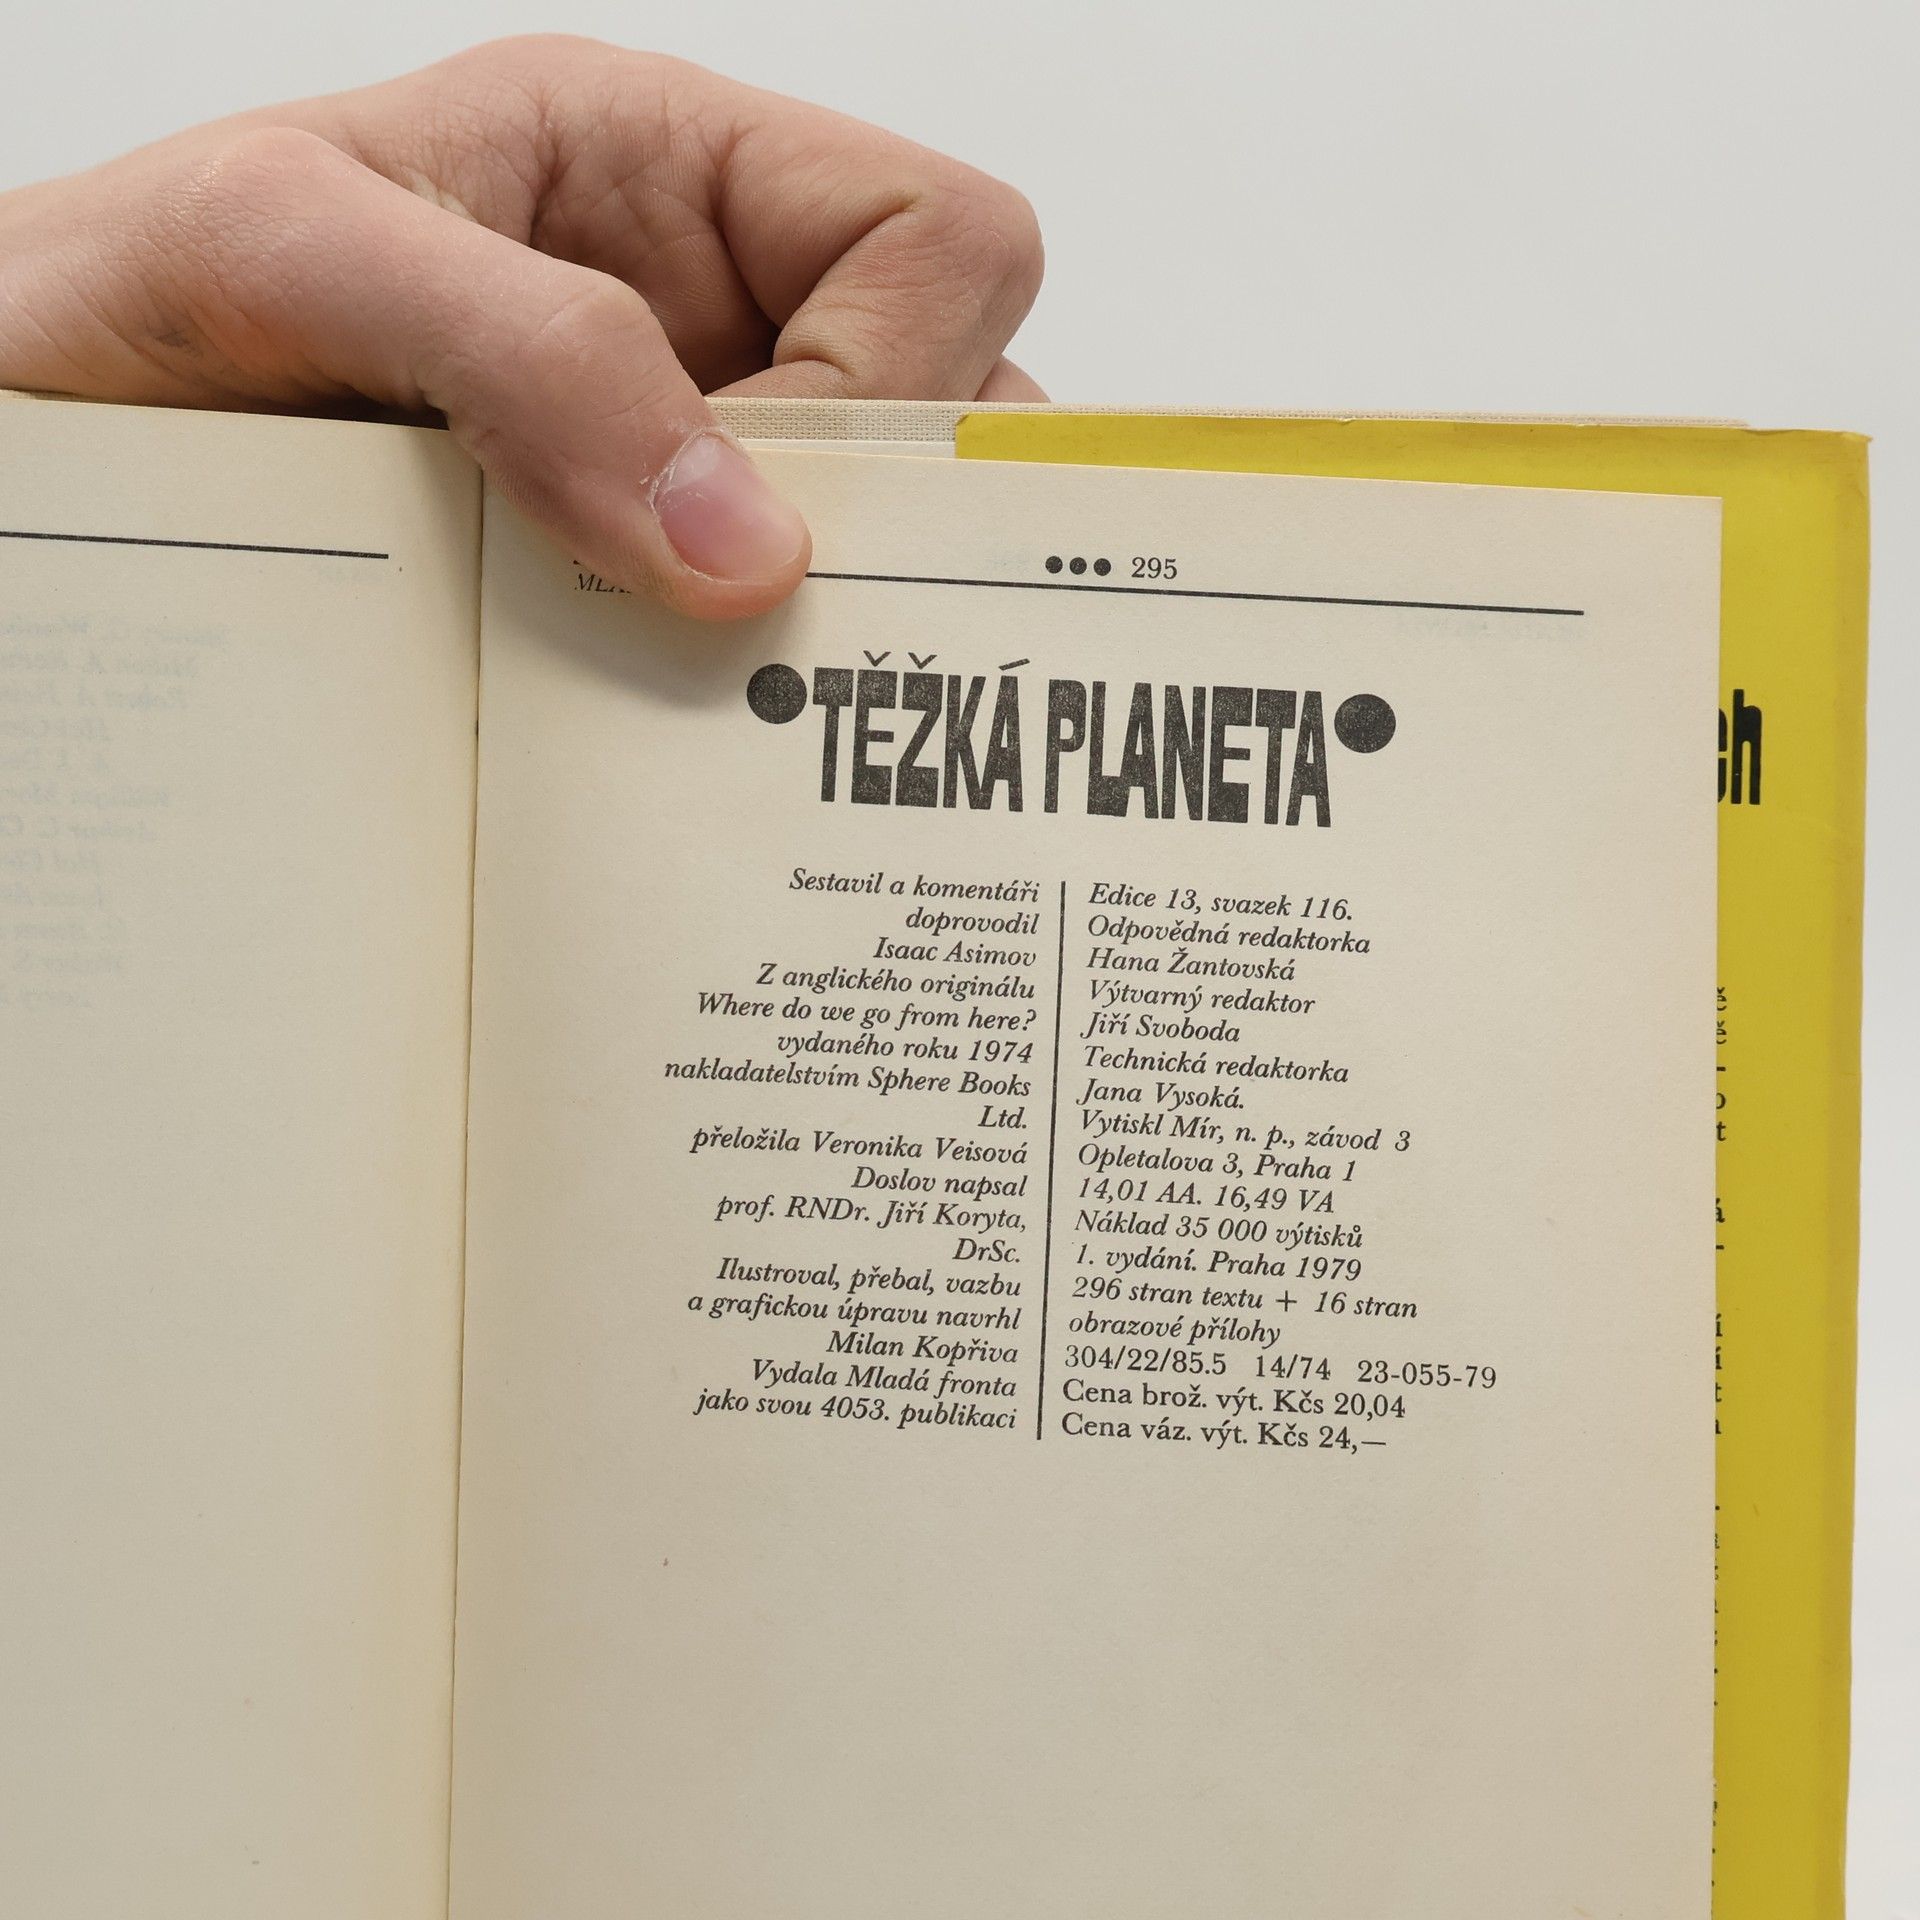 295
TĚŽKÁ PLANETA
Sestavil a komentáři
doprovodil
Isaac Asimov
Z anglického originálu
Where do we go from here?
vydaného roku 1974
nakladatelstvím Sphere Books
Ltd.
přeložila Veronika Veisová
Doslov napsal
prof. RNDr. Jiří Koryta,
DrSc.
Ilustroval, přebal, vazbu
a grafickou úpravu navrhl
Milan Kopřiva
Vydala Mladá fronta
jako svou 4053. publikaci
Edice 13, svazek 116.
Odpovědná redaktorka
Hana Žantovská
Výtvarný redaktor
Jiří Svoboda
Technická redaktorka
Jana Vysoká.
Vytiskl Mír, n. p., závod 3
Opletalova 3, Praha 1
14,01 AA. 16,49 VA
Náklad 35 000 výtisků
1. vydání. Praha 1979
296 stran textu + 16 stran
obrazové přílohy
304/22/85.5 14/74 23-055-79
Cena brož. výt. Kčs 20,04
Cena váz. výt. Kčs 24,—